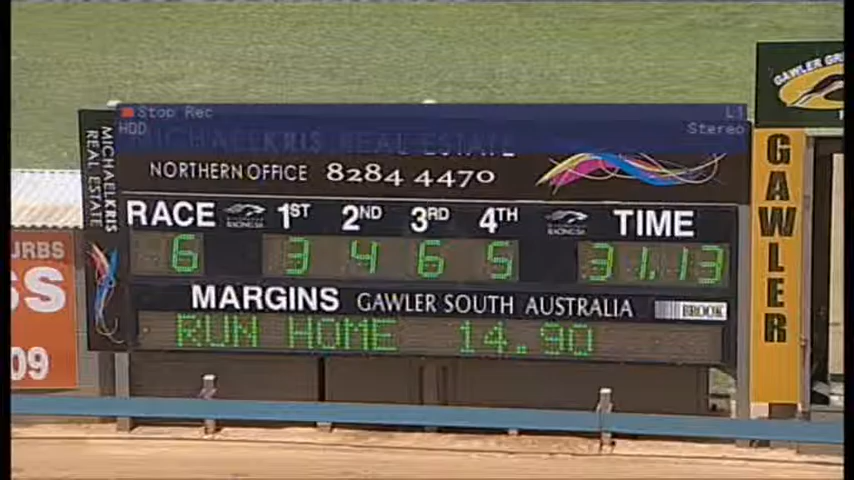 GAWLER GR
Stop Rec
L1
HDD
Stereo
MICHAELKRIS REAL ESTATE
MICHAELKRIS
REAL ESTATE
NORTHERN OFFICE 8284 4470
RACE 1ST 2ND 3RD 4TH TIME
6 3 4 6 5 31.13
MARGINS GAWLER SOUTH AUSTRALIA BROOK
RUN HOME 14.90
GAWLER
URBS
S
09